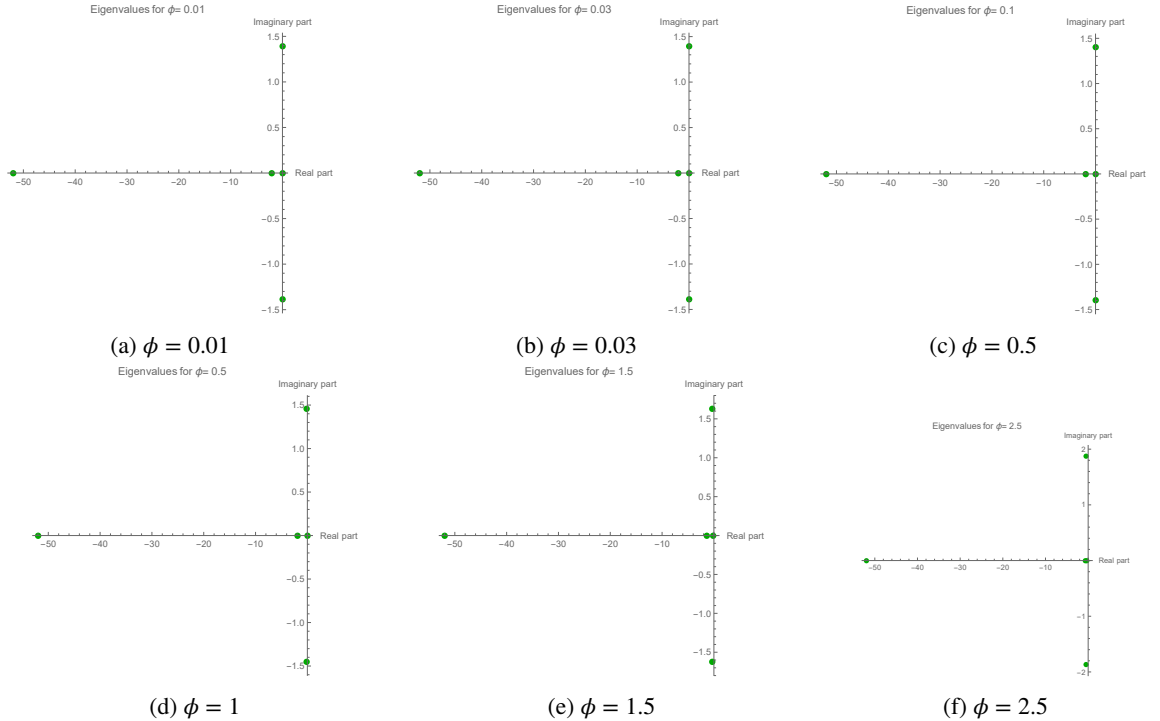 Eigenvalues for ϕ= 0.01
Imaginary part
1.5
1.0
0.5
−50 −40 −30 −20 −10 Real part
−0.5
−1.0
−1.5
(a) ϕ = 0.01
Eigenvalues for ϕ= 0.03
Imaginary part
1.5
1.0
0.5
−50 −40 −30 −20 −10 Real part
−0.5
−1.0
−1.5
(b) ϕ = 0.03
Eigenvalues for ϕ= 0.1
Imaginary part
1.5
1.0
0.5
−50 −40 −30 −20 −10 Real part
−0.5
−1.0
−1.5
(c) ϕ = 0.5
Eigenvalues for ϕ= 0.5
Imaginary part
1.5
1.0
0.5
−50 −40 −30 −20 −10 Real part
−0.5
−1.0
−1.5
(d) ϕ = 1
Eigenvalues for ϕ= 1.5
Imaginary part
1.5
1.0
0.5
−50 −40 −30 −20 −10 Real part
−0.5
−1.0
−1.5
(e) ϕ = 1.5
Eigenvalues for ϕ= 2.5
Imaginary part
2
1
−50 −40 −30 −20 −10 Real part
−1
−2
(f) ϕ = 2.5